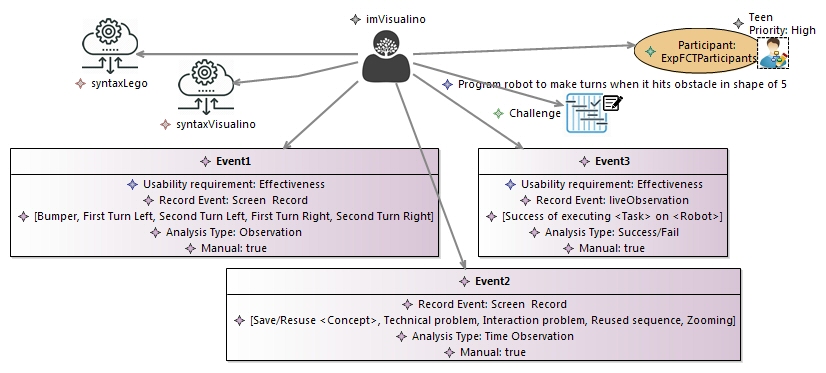 imVisualino
Teen
Priority: High
Participant:
ExpFCTParticipants
syntaxLego
syntaxVisualino
Program robot to make turns when it hits obstacle in shape of 5
Challenge
Event1
Usability requirement: Effectiveness
Record Event: Screen Record
[Bumper, First Turn Left, Second Turn Left, First Turn Right, Second Turn Right]
Analysis Type: Observation
Manual: true
Event3
Usability requirement: Effectiveness
Record Event: liveObservation
[Success of executing <Task> on <Robot>]
Analysis Type: Success/Fail
Manual: true
Event2
Record Event: Screen Record
[Save/Resuse <Concept>, Technical problem, Interaction problem, Reused sequence, Zooming]
Analysis Type: Time Observation
Manual: true